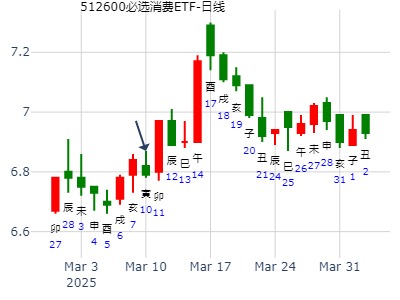 512600必选消费ETF-日线
7.2
7
6.8
6.6
卯
27
辰
28
未
3
申
4
酉
5
戌
6
亥
7
寅
10
卯
11
辰
12
巳
13
午
14
酉
17
戌
18
亥
19
子
20
丑
21
辰
24
巳
25
午
26
未
27
申
28
亥
31
子
1
丑
2
Mar 3
2025
Mar 10
Mar 17
Mar 24
Mar 31